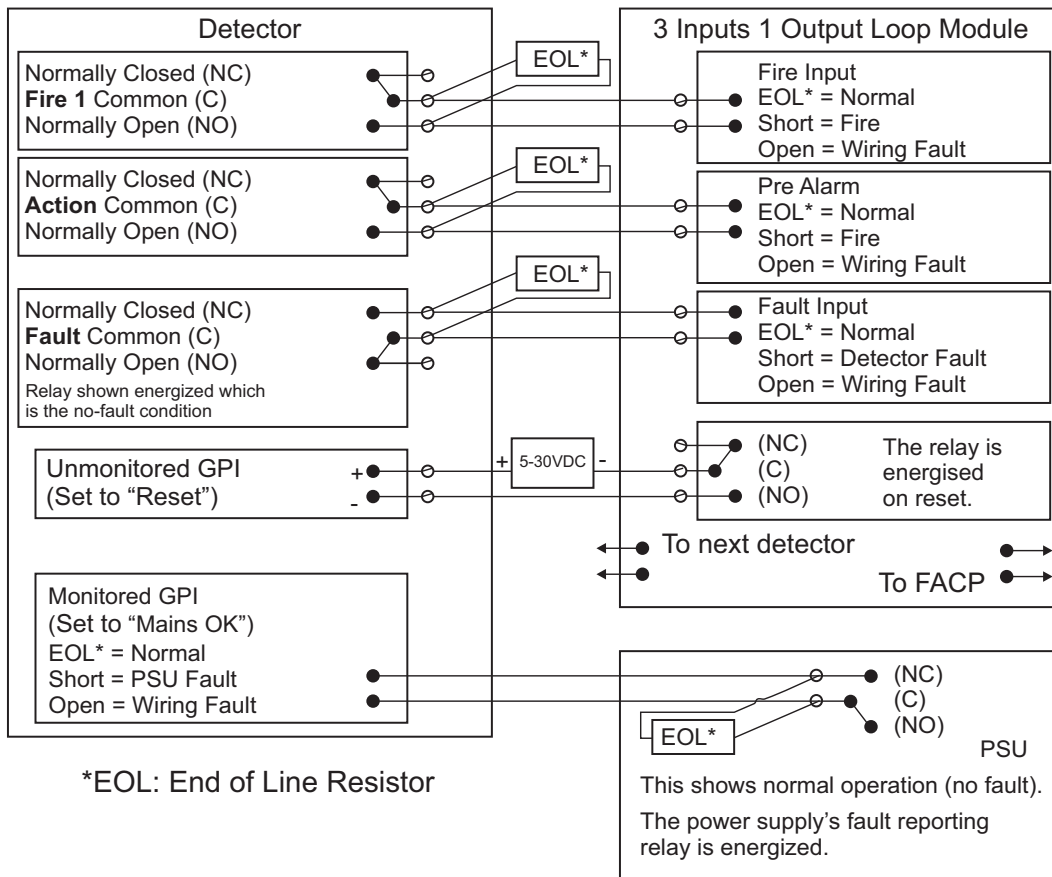 Detector
Normally Closed (NC)
Fire 1 Common (C)
Normally Open (NO)
EOL*
Normally Closed (NC)
Action Common (C)
Normally Open (NO)
EOL*
Normally Closed (NC)
Fault Common (C)
Normally Open (NO)
Relay shown energized which
is the no-fault condition
EOL*
Unmonitored GPI
(Set to “Reset”)
+
-
+ 5-30VDC -
Monitored GPI
(Set to “Mains OK”)
EOL* = Normal
Short = PSU Fault
Open = Wiring Fault
3 Inputs 1 Output Loop Module
Fire Input
EOL* = Normal
Short = Fire
Open = Wiring Fault
Pre Alarm
EOL* = Normal
Short = Fire
Open = Wiring Fault
Fault Input
EOL* = Normal
Short = Detector Fault
Open = Wiring Fault
(NC)
(C)
(NO)
The relay is
energised
on reset.
To next detector
To FACP
(NC)
(C)
(NO)
EOL*
PSU
This shows normal operation (no fault).
The power supply’s fault reporting
relay is energized.
*EOL: End of Line Resistor